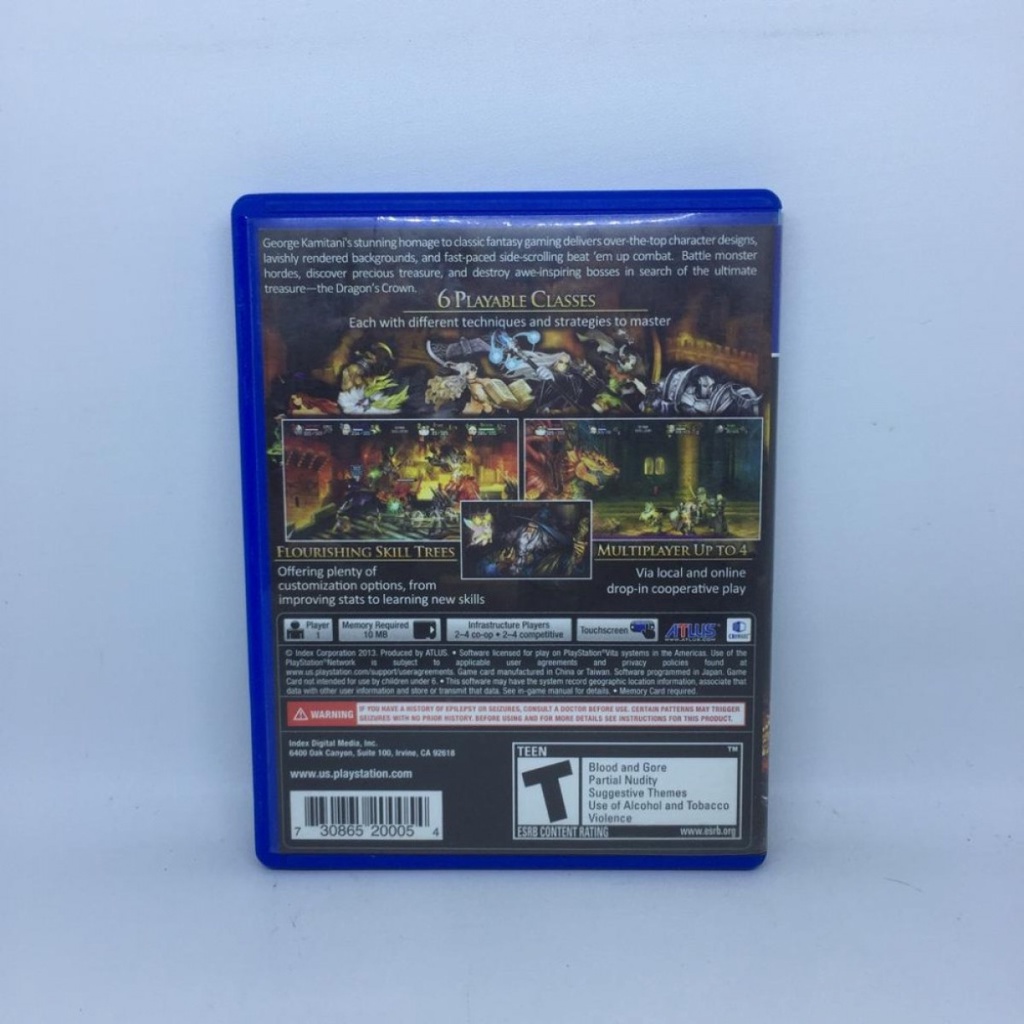 George Kamitani's stunning homage to classic fantasy gaming delivers over-the-top character designs,
lavishly rendered backgrounds, and fast-paced side-scrolling beat 'em up combat. Battle monster
hordes, discover precious treasure, and destroy awe-inspiring bosses in search of the ultimate
treasure—the Dragon's Crown.
6 Playable Classes
Each with different techniques and strategies to master
Flourishing Skill Trees
Offering plenty of
customization options, from
improving stats to learning new skills
Multiplayer Up to 4
Via local and online
drop-in cooperative play
Player
1
Memory Required
10 MB
Infrastructure Players
2–4 co-op • 2–4 competitive
Touchscreen
ATLUS
© Index Corporation 2013. Produced by ATLUS. • Software licensed for play on PlayStation®Vita systems in the Americas. Use of the
PlayStation®Network is subject to applicable user agreements and privacy policies found at
www.us.playstation.com/support/useragreements. Game card manufactured in China or Taiwan. Software programmed in Japan. Game
Card not intended for use by children under 6. • This software may have the system record geographic location information, associate that
data with other user information and store or transmit that data. See in-game manual for details. • Memory Card required.
WARNING
IF YOU HAVE A HISTORY OF EPILEPSY OR SEIZURES, CONSULT A DOCTOR BEFORE USE. CERTAIN PATTERNS MAY TRIGGER
SEIZURES WITH NO PRIOR HISTORY. BEFORE USING AND FOR MORE DETAILS SEE INSTRUCTIONS FOR THIS PRODUCT.
Index Digital Media, Inc.
6400 Oak Canyon, Suite 100, Irvine, CA 92618
www.us.playstation.com
7 30865 20005 4
TEEN
TM
T
Blood and Gore
Partial Nudity
Suggestive Themes
Use of Alcohol and Tobacco
Violence
ESRB CONTENT RATING
www.esrb.org